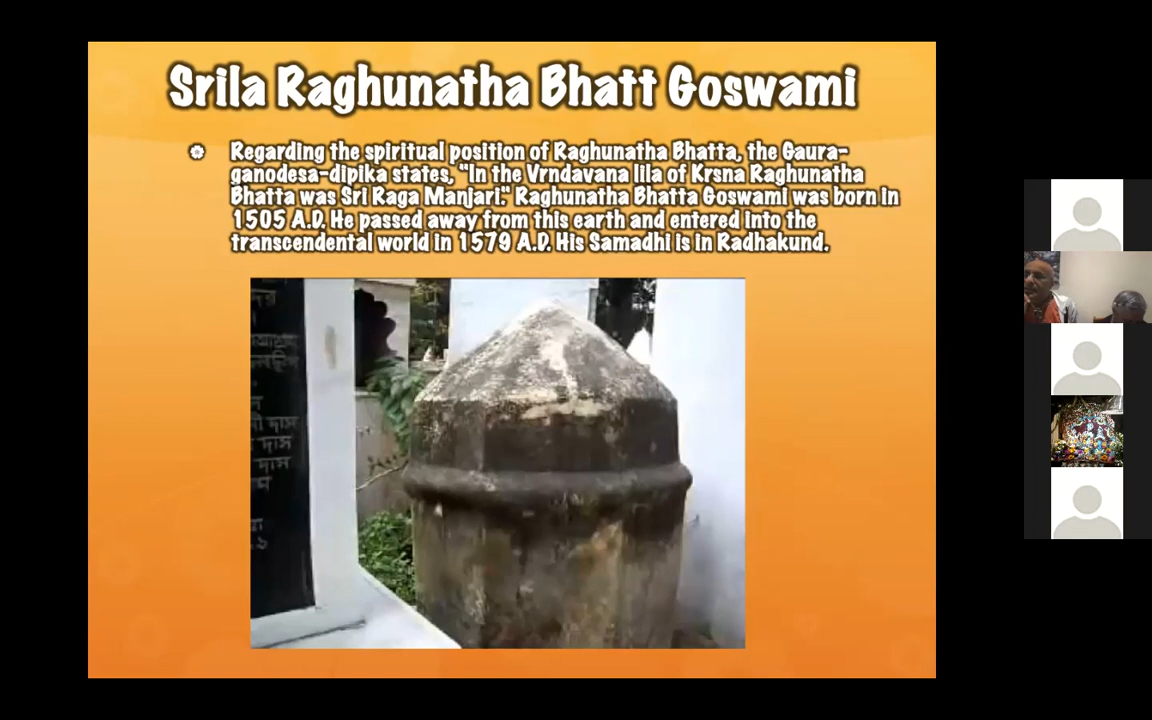 Srila Raghunatha Bhatt Goswami
Regarding the spiritual position of Raghunatha Bhatta, the Gaura-
ganodesa-dipika states, "In the Vrndavana lila of Krsna Raghunatha
Bhatta was Sri Raga Manjari." Raghunatha Bhatta Goswami was born in
1505 A.D. He passed away from this earth and entered into the
transcendental world in 1579 A.D. His Samadhi is in Radhakund.
দাস
দাস
দাস